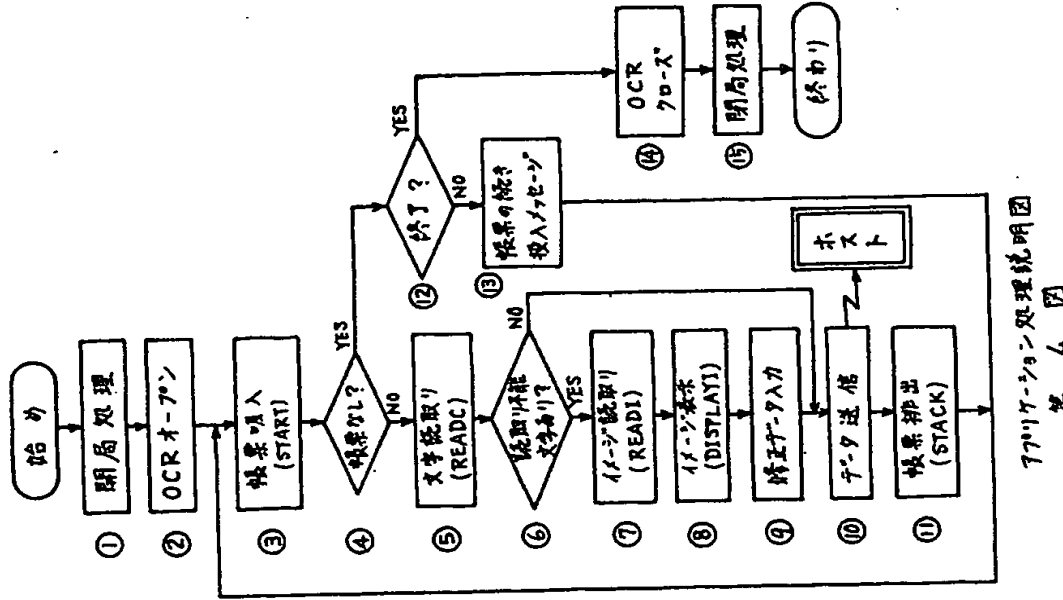 始め
① 開局処理
② OCRオープン
③ 帳票吸入
(START)
④ 帳票なし?
YES
NO
⑤ 文字読取り
(READC)
⑥ 読取り不能
文字あり?
NO
YES
⑦ イメージ読取り
(READI)
⑧ イメージ表示
(DISPLAYI)
⑨ 修正データ入力
⑩ データ送信
ホスト
⑪ 帳票排出
(STACK)
⑫ 終了?
YES
NO
⑬ 帳票の続き
投入メッセージ
⑭ OCR
クローズ
⑮ 閉局処理
終わり
アプリケーション処理説明図
第 4 図